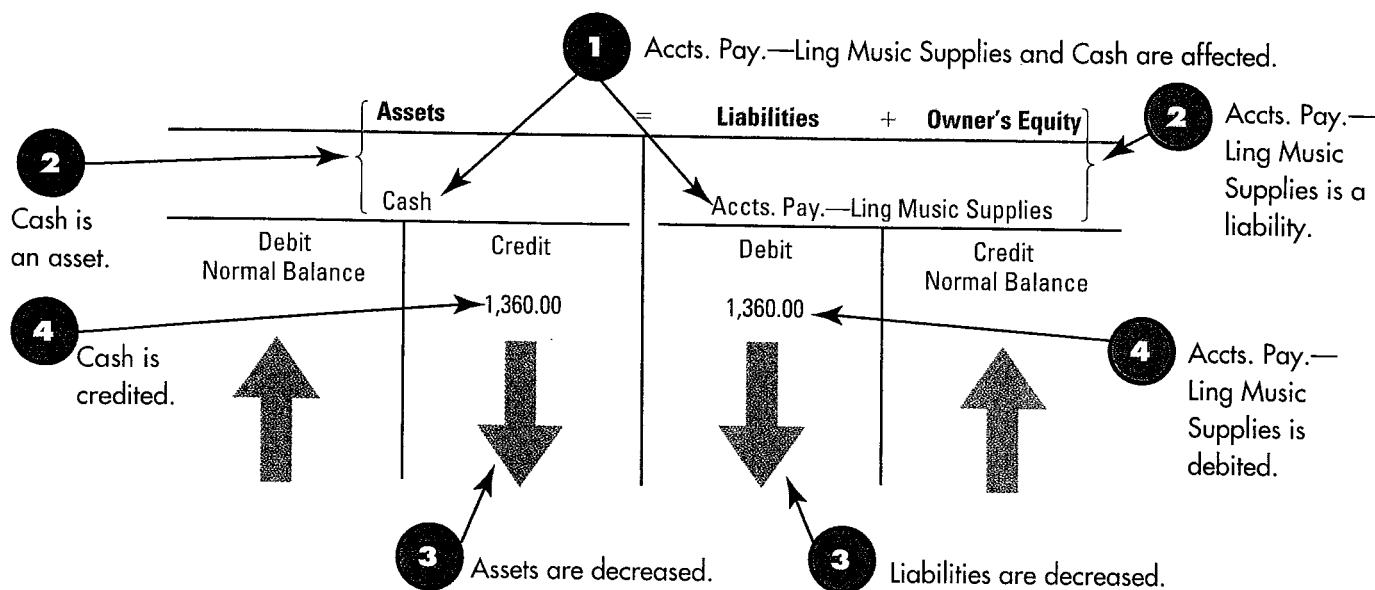 1 Accts. Pay.—Ling Music Supplies and Cash are affected.
Assets = Liabilities + Owner's Equity
2
Cash is
an asset.
2
Accts. Pay.—
Ling Music
Supplies is a
liability.
Cash
Accts. Pay.—Ling Music Supplies
Debit
Normal Balance
Credit
Debit
Credit
Normal Balance
1,360.00
1,360.00
4
Cash is
credited.
4
Accts. Pay.—
Ling Music
Supplies is
debited.
3 Assets are decreased.
3 Liabilities are decreased.